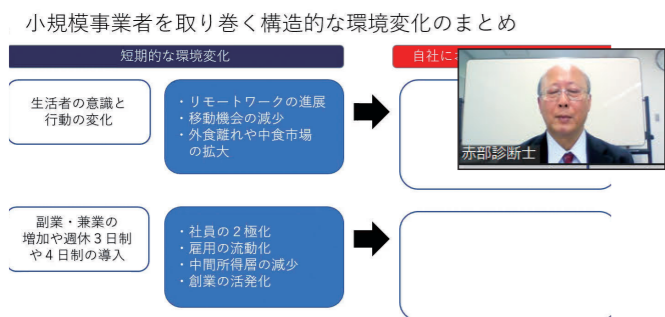 小規模事業者を取り巻く構造的な環境変化のまとめ
短期的な環境変化
自社に
生活者の意識と
行動の変化
・リモートワークの進展
・移動機会の減少
・外食離れや中食市場
の拡大
赤部診断士
副業・兼業の
増加や週休３日制
や４日制の導入
・社員の２極化
・雇用の流動化
・中間所得層の減少
・創業の活発化